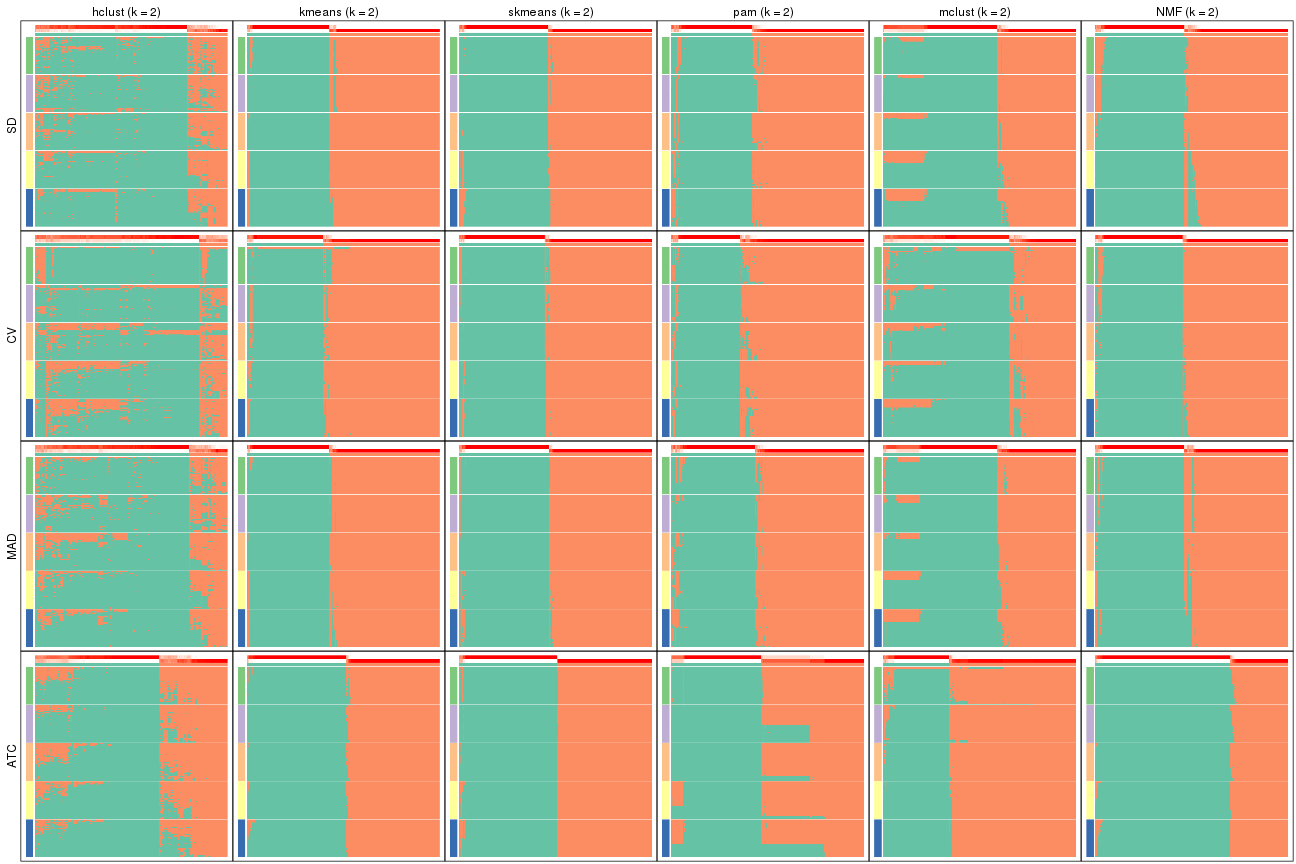 hclust (k = 2)
kmeans (k = 2)
skmeans (k = 2)
pam (k = 2)
mclust (k = 2)
NMF (k = 2)
SD
CV
MAD
ATC